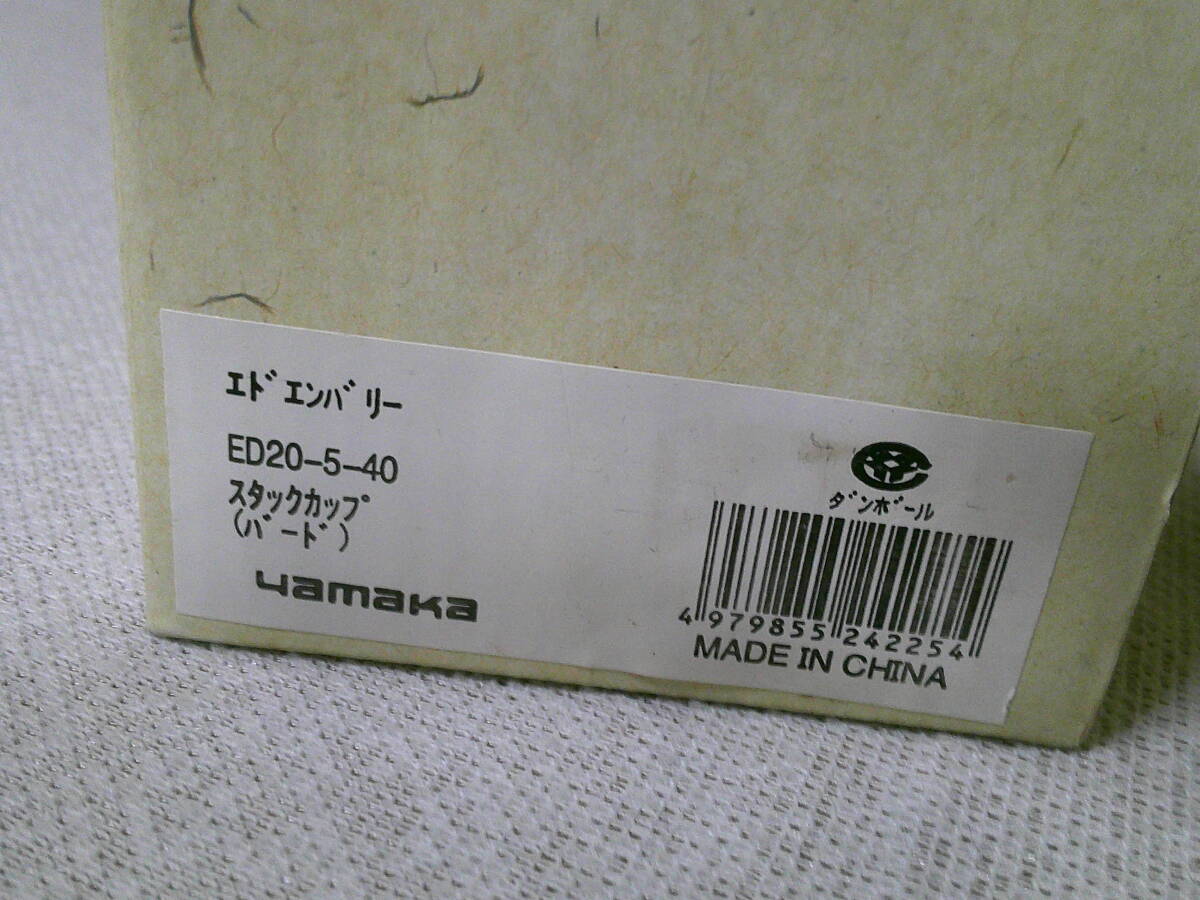 ｴﾄﾞｴﾝﾊﾞﾘｰ
ED20-5-40
ｽﾀｯｸｶｯﾌﾟ
(ﾊﾞｰﾄﾞ)
yamaka
ﾀﾞﾝﾎﾞｰﾙ
4979855242254
MADE IN CHINA